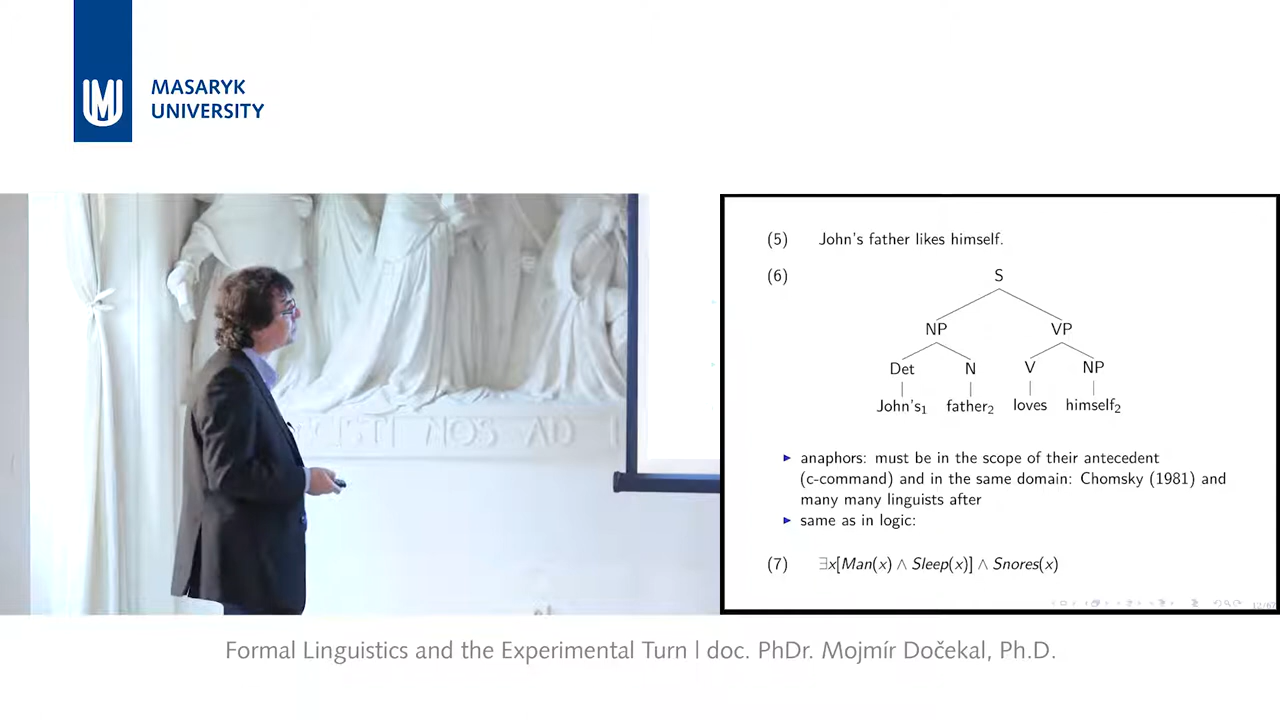 MASARYK
UNIVERSITY
(5) John's father likes himself.
(6) S
NP VP
Det N V NP
John's₁ father₂ loves himself₂
▶ anaphors: must be in the scope of their antecedent
(c-command) and in the same domain: Chomsky (1981) and
many many linguists after
▶ same as in logic:
(7) ∃x[Man(x) ∧ Sleep(x)] ∧ Snores(x)
NOS AD
Formal Linguistics and the Experimental Turn | doc. PhDr. Mojmír Dočekal, Ph.D.